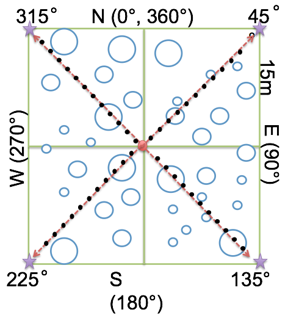 315° N (0°, 360°) 45°
15m
W (270°)
E (90°)
225° S 135°
(180°)